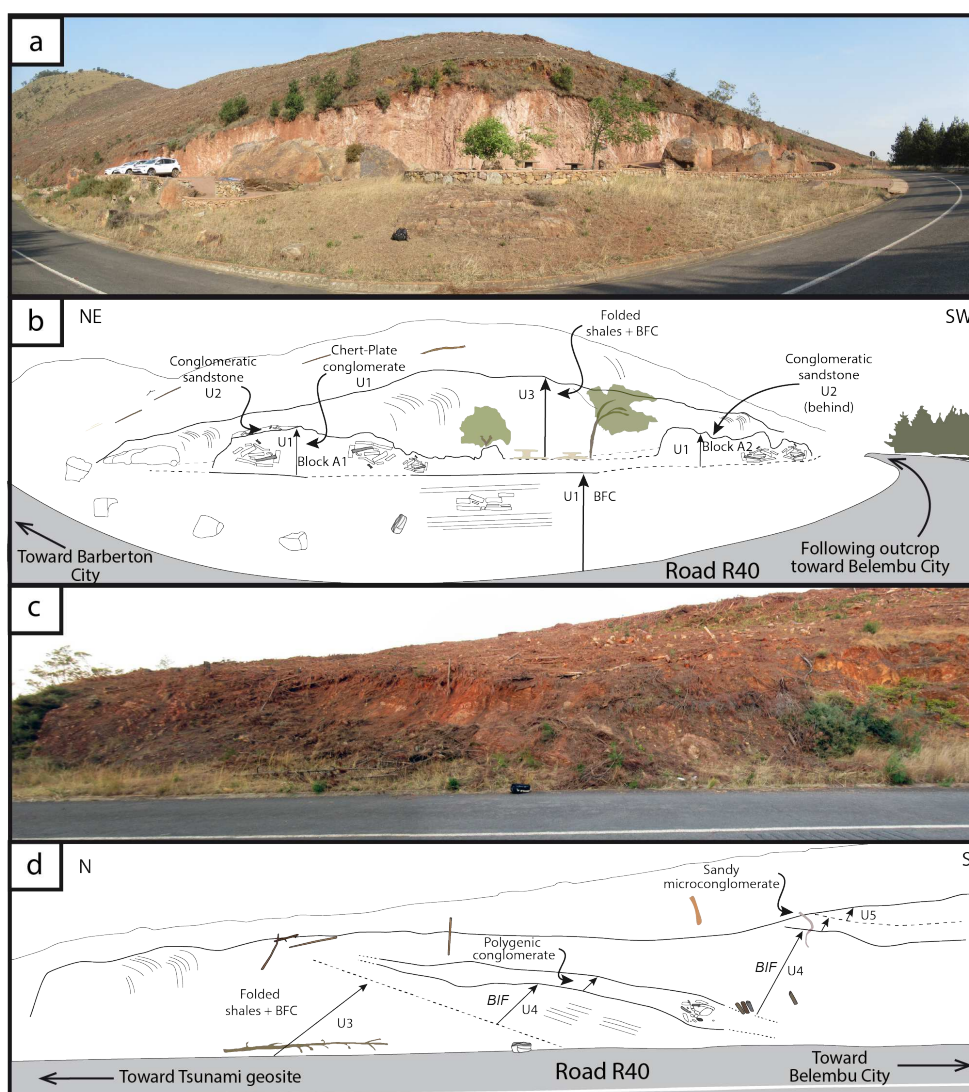 a
b
NE
SW
Folded
shales + BFC
Conglomeratic
sandstone
U2
Chert-Plate
conglomerate
U1
Conglomeratic
sandstone
U2
(behind)
U3
U1
Block A1
U1
Block A2
U1 BFC
Toward Barberton
City
Following outcrop
toward Belembu City
Road R40
c
d
N
S
Sandy
microconglomerate
U5
Polygenic
conglomerate
BIF
U4
BIF
U4
Folded
shales + BFC
U3
Toward Tsunami geosite
Road R40
Toward
Belembu City